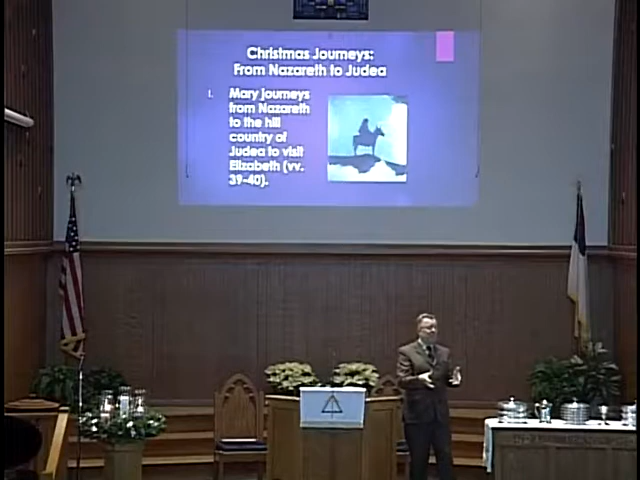 Christmas Journeys:
From Nazareth to Judea
I. Mary journeys
from Nazareth
to the hill
country of
Judea to visit
Elizabeth (vv.
39-40).